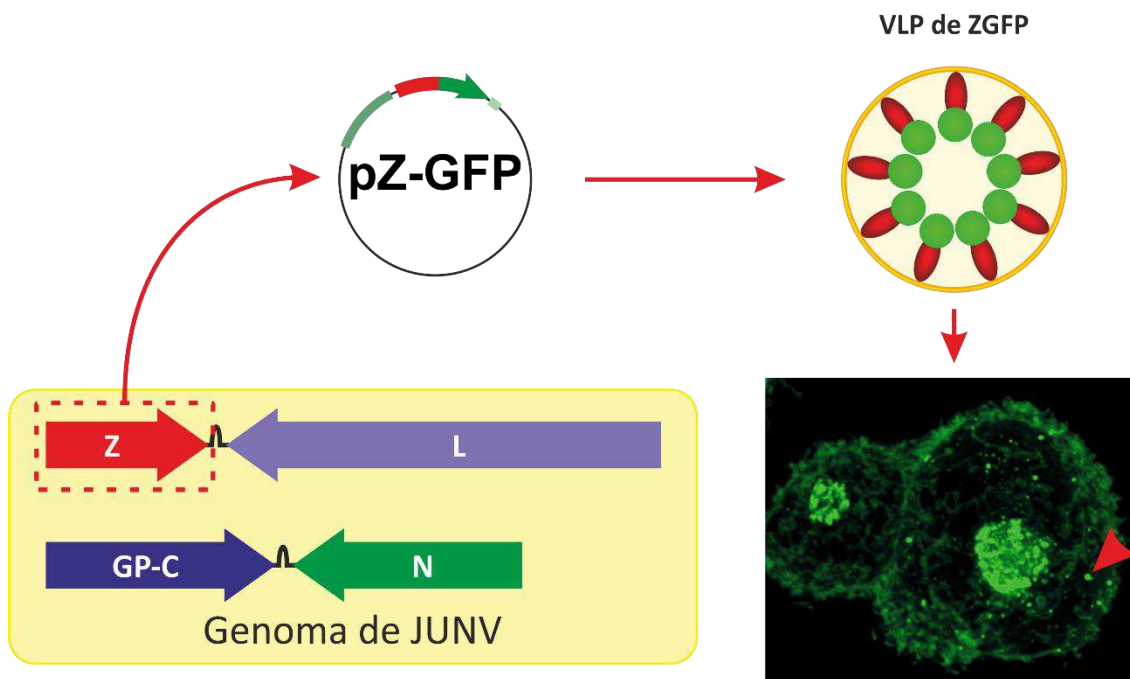 VLP de ZGFP
pZ-GFP
Z
L
GP-C
N
Genoma de JUNV